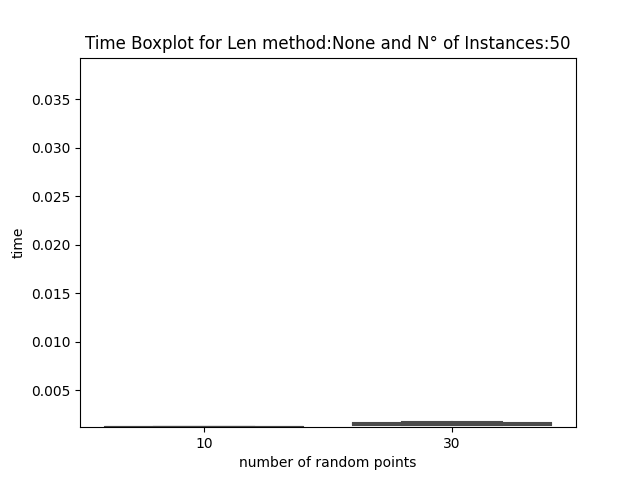 Time Boxplot for Len method:None and N° of Instances:50
0.035
0.030
0.025
0.020
0.015
0.010
0.005
time
10 30
number of random points